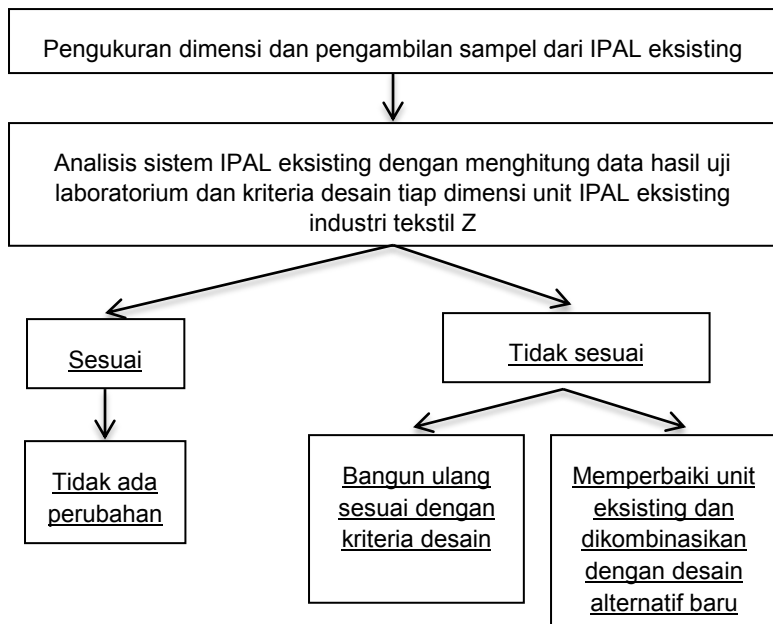 Pengukuran dimensi dan pengambilan sampel dari IPAL eksisting
Analisis sistem IPAL eksisting dengan menghitung data hasil uji
laboratorium dan kriteria desain tiap dimensi unit IPAL eksisting
industri tekstil Z
Sesuai
Tidak sesuai
Tidak ada
perubahan
Bangun ulang
sesuai dengan
kriteria desain
Memperbaiki unit
eksisting dan
dikombinasikan
dengan desain
alternatif baru